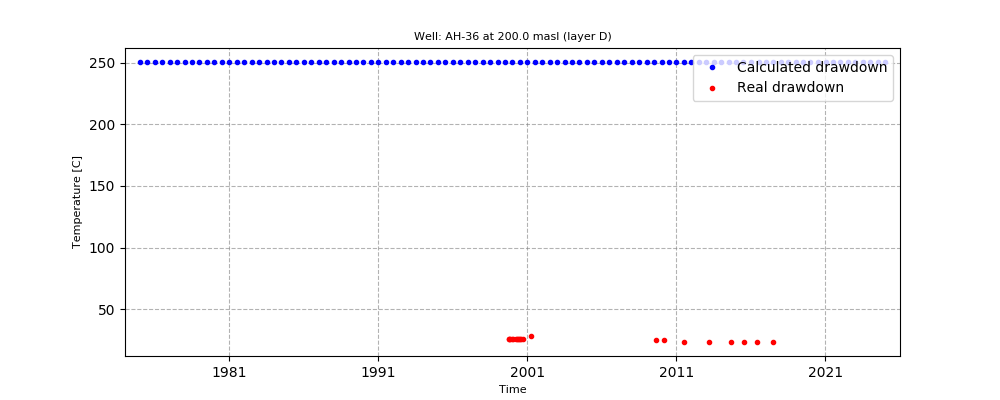 Well: AH-36 at 200.0 masl (layer D)
Calculated drawdown
Real drawdown
Temperature [C]
250
200
150
100
50
1981
1991
2001
2011
2021
Time